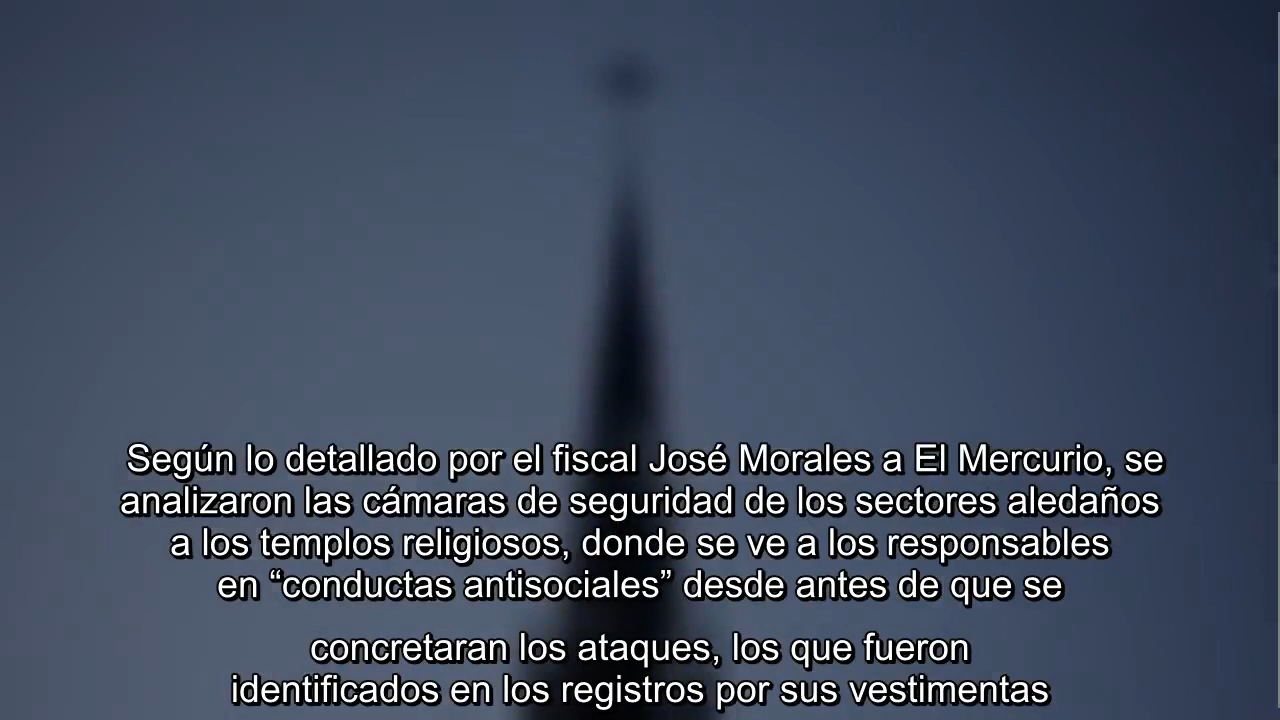 Según lo detallado por el fiscal José Morales a El Mercurio, se
analizaron las cámaras de seguridad de los sectores aledaños
a los templos religiosos, donde se ve a los responsables
en “conductas antisociales” desde antes de que se
concretaran los ataques, los que fueron
identificados en los registros por sus vestimentas